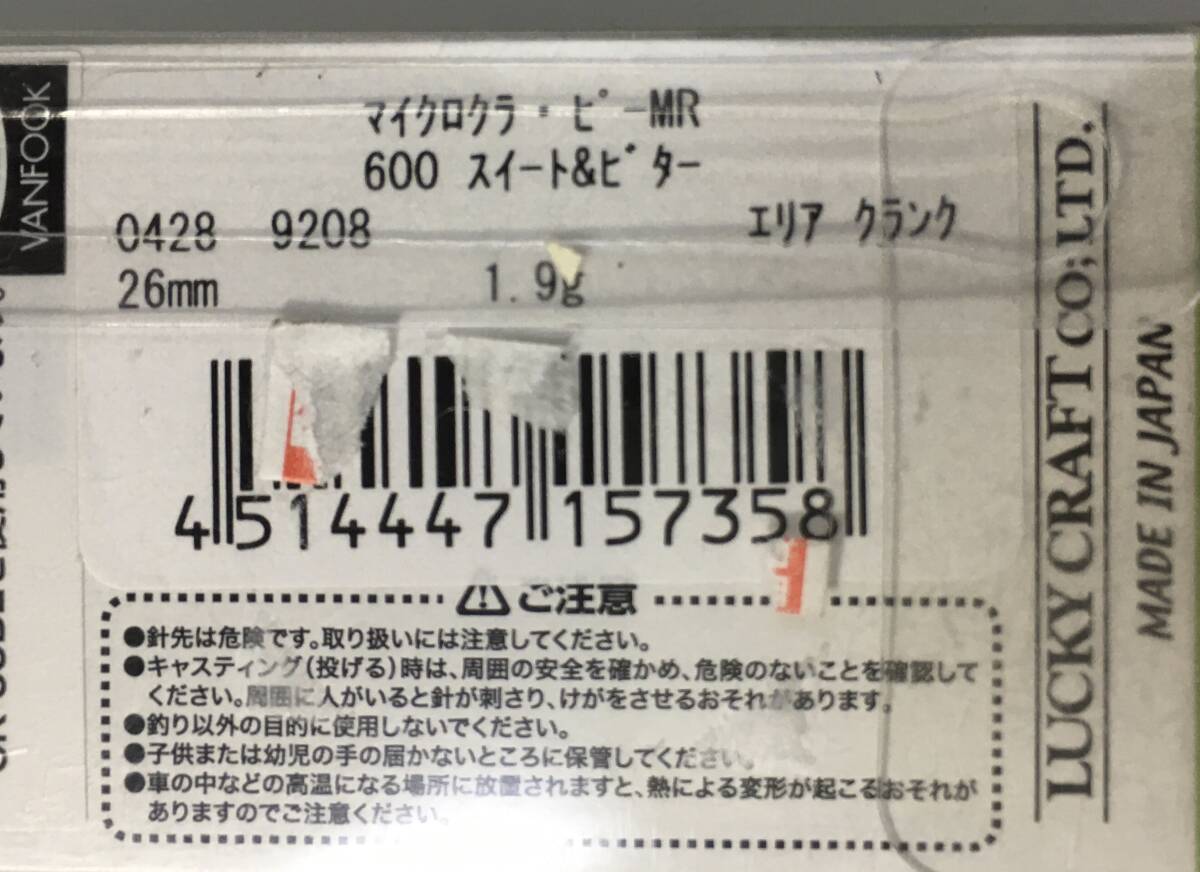 VANFOOK
マイクロクラ・ピーMR
600 スイート&ビター
0428 9208 エリア クランク
26mm 1.9g
4 514447 157358
ご注意
●針先は危険です。取り扱いには注意してください。
●キャスティング(投げる)時は、周囲の安全を確かめ、危険のないことを確認して
ください。周囲に人がいると針が刺さり、けがをさせるおそれがあります。
●釣り以外の目的に使用しないでください。
●子供または幼児の手の届かないところに保管してください。
●車の中などの高温になる場所に放置されますと、熱による変形が起こるおそれが
ありますのでご注意ください。
LUCKY CRAFT CO;LTD.
MADE IN JAPAN